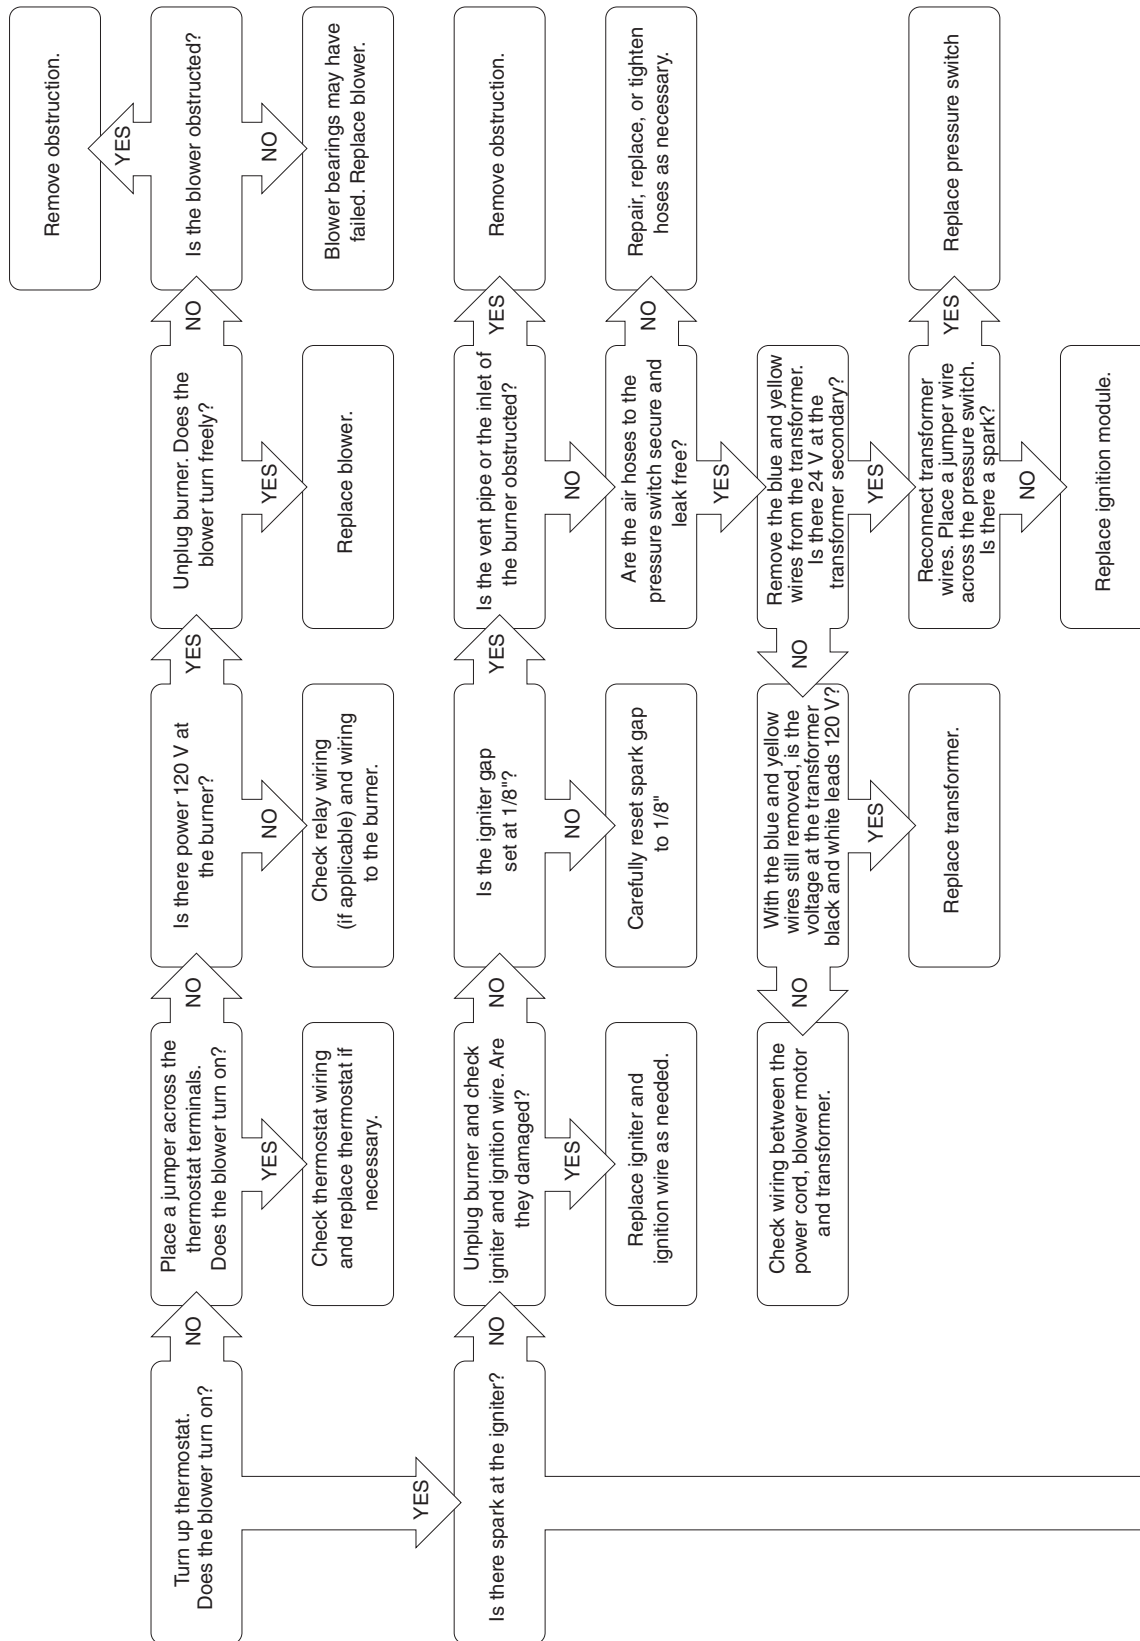 Turn up thermostat.
Does the blower turn on?
NO
Place a jumper across the
thermostat terminals.
Does the blower turn on?
NO
Is there power 120 V at
the burner?
YES
Unplug burner. Does the
blower turn freely?
NO
Is the blower obstructed?
YES
Remove obstruction.
NO
Blower bearings may have
failed. Replace blower.
YES
Replace blower.
NO
Check relay wiring
(if applicable) and wiring
to the burner.
YES
Check thermostat wiring
and replace thermostat if
necessary.
YES
Is there spark at the igniter?
NO
Unplug burner and check
igniter and ignition wire. Are
they damaged?
NO
Is the igniter gap
set at 1/8"?
YES
Is the vent pipe or the inlet of
the burner obstructed?
YES
Remove obstruction.
YES
Replace igniter and
ignition wire as needed.
NO
Carefully reset spark gap
to 1/8"
NO
Are the air hoses to the
pressure switch secure and
leak free?
NO
Repair, replace, or tighten
hoses as necessary.
YES
Remove the blue and yellow
wires from the transformer.
Is there 24 V at the
transformer secondary?
NO
With the blue and yellow
wires still removed, is the
voltage at the transformer
black and white leads 120 V?
NO
Check wiring between the
power cord, blower motor
and transformer.
YES
Replace transformer.
YES
Reconnect transformer
wires. Place a jumper wire
across the pressure switch.
Is there a spark?
YES
Replace pressure switch
NO
Replace ignition module.